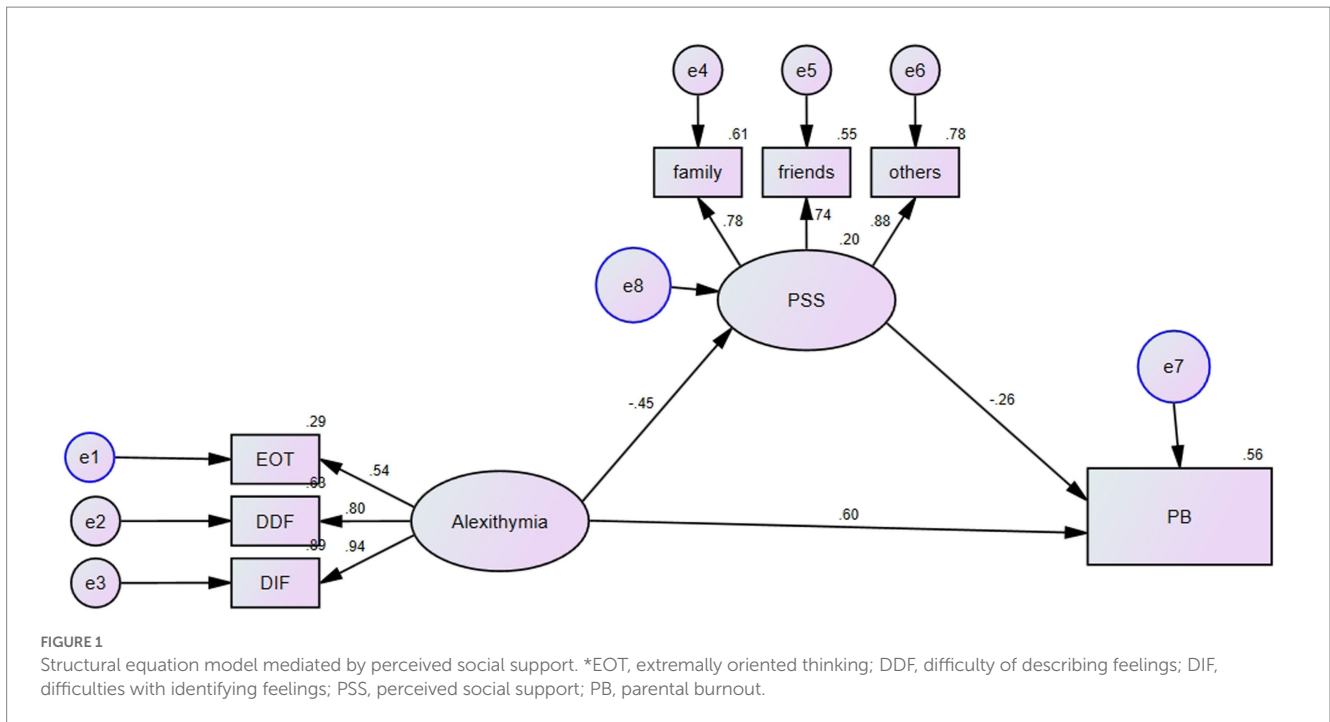 e4 e5 e6
.61 .55 .78
family friends others
.78 .74 .88
.20
e8 PSS
e7
-.45 -.26
.29 .56
e1 EOT .54
.63
e2 DDF .80 Alexithymia .60 PB
.89 .94
e3 DIF
FIGURE 1
Structural equation model mediated by perceived social support. *EOT, extremally oriented thinking; DDF, difficulty of describing feelings; DIF,
difficulties with identifying feelings; PSS, perceived social support; PB, parental burnout.